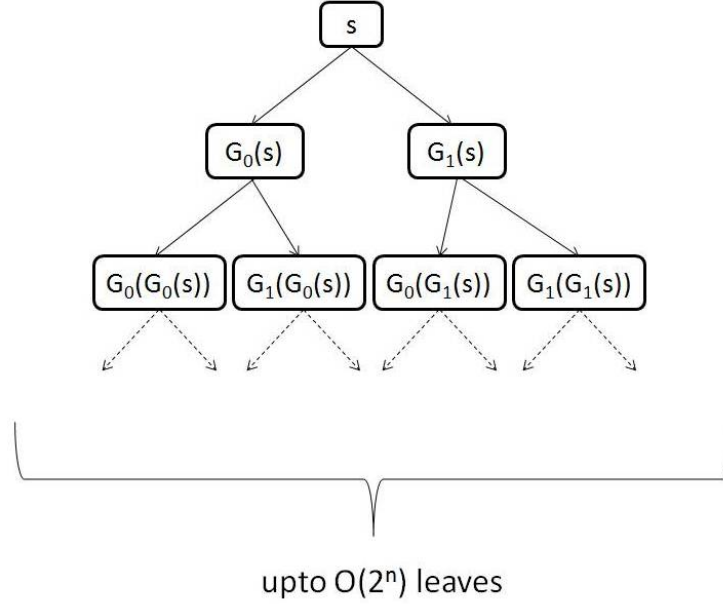 s
G₀(s) G₁(s)
G₀(G₀(s)) G₁(G₀(s)) G₀(G₁(s)) G₁(G₁(s))
upto O(2ⁿ) leaves